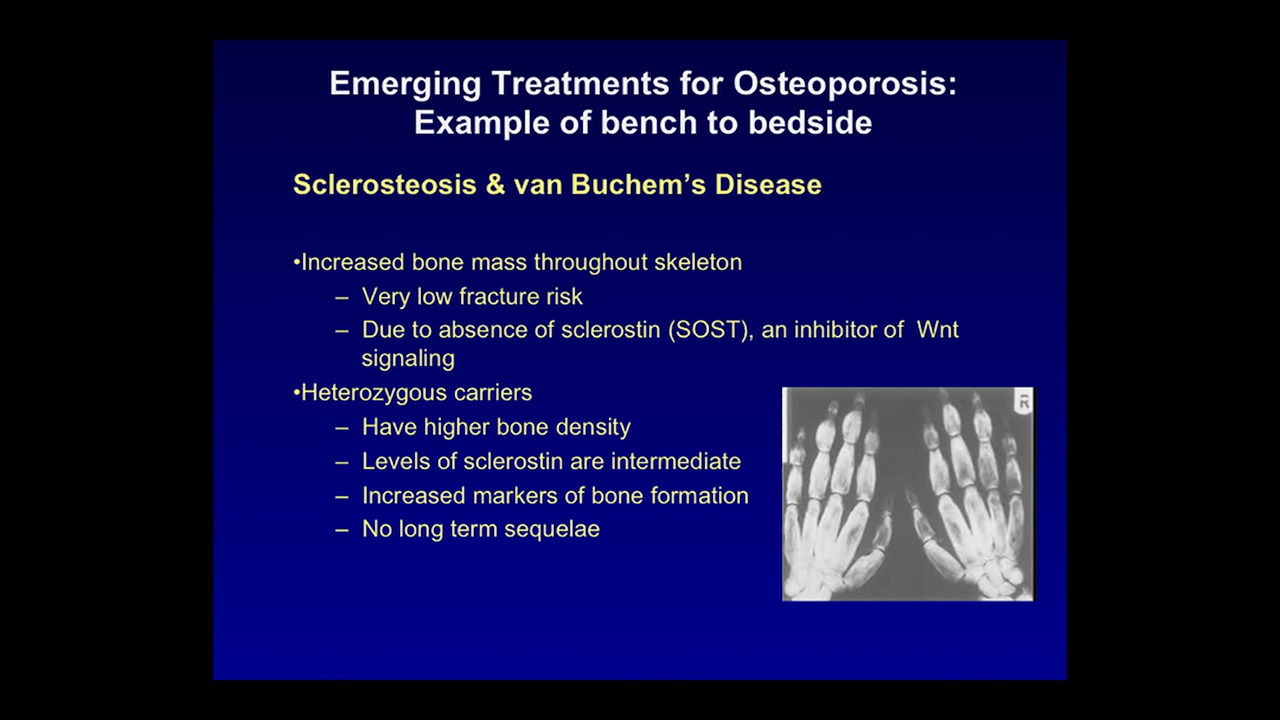 Emerging Treatments for Osteoporosis:
Example of bench to bedside
Sclerosteosis & van Buchem's Disease
•Increased bone mass throughout skeleton
– Very low fracture risk
– Due to absence of sclerostin (SOST), an inhibitor of  Wnt
signaling
•Heterozygous carriers
– Have higher bone density
– Levels of sclerostin are intermediate
– Increased markers of bone formation
– No long term sequelae
R